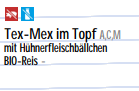 Tex-Mex im Topf A,C,M
mit Hühnerfleischbällchen
BIO-Reis -